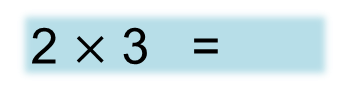 2 × 3 =